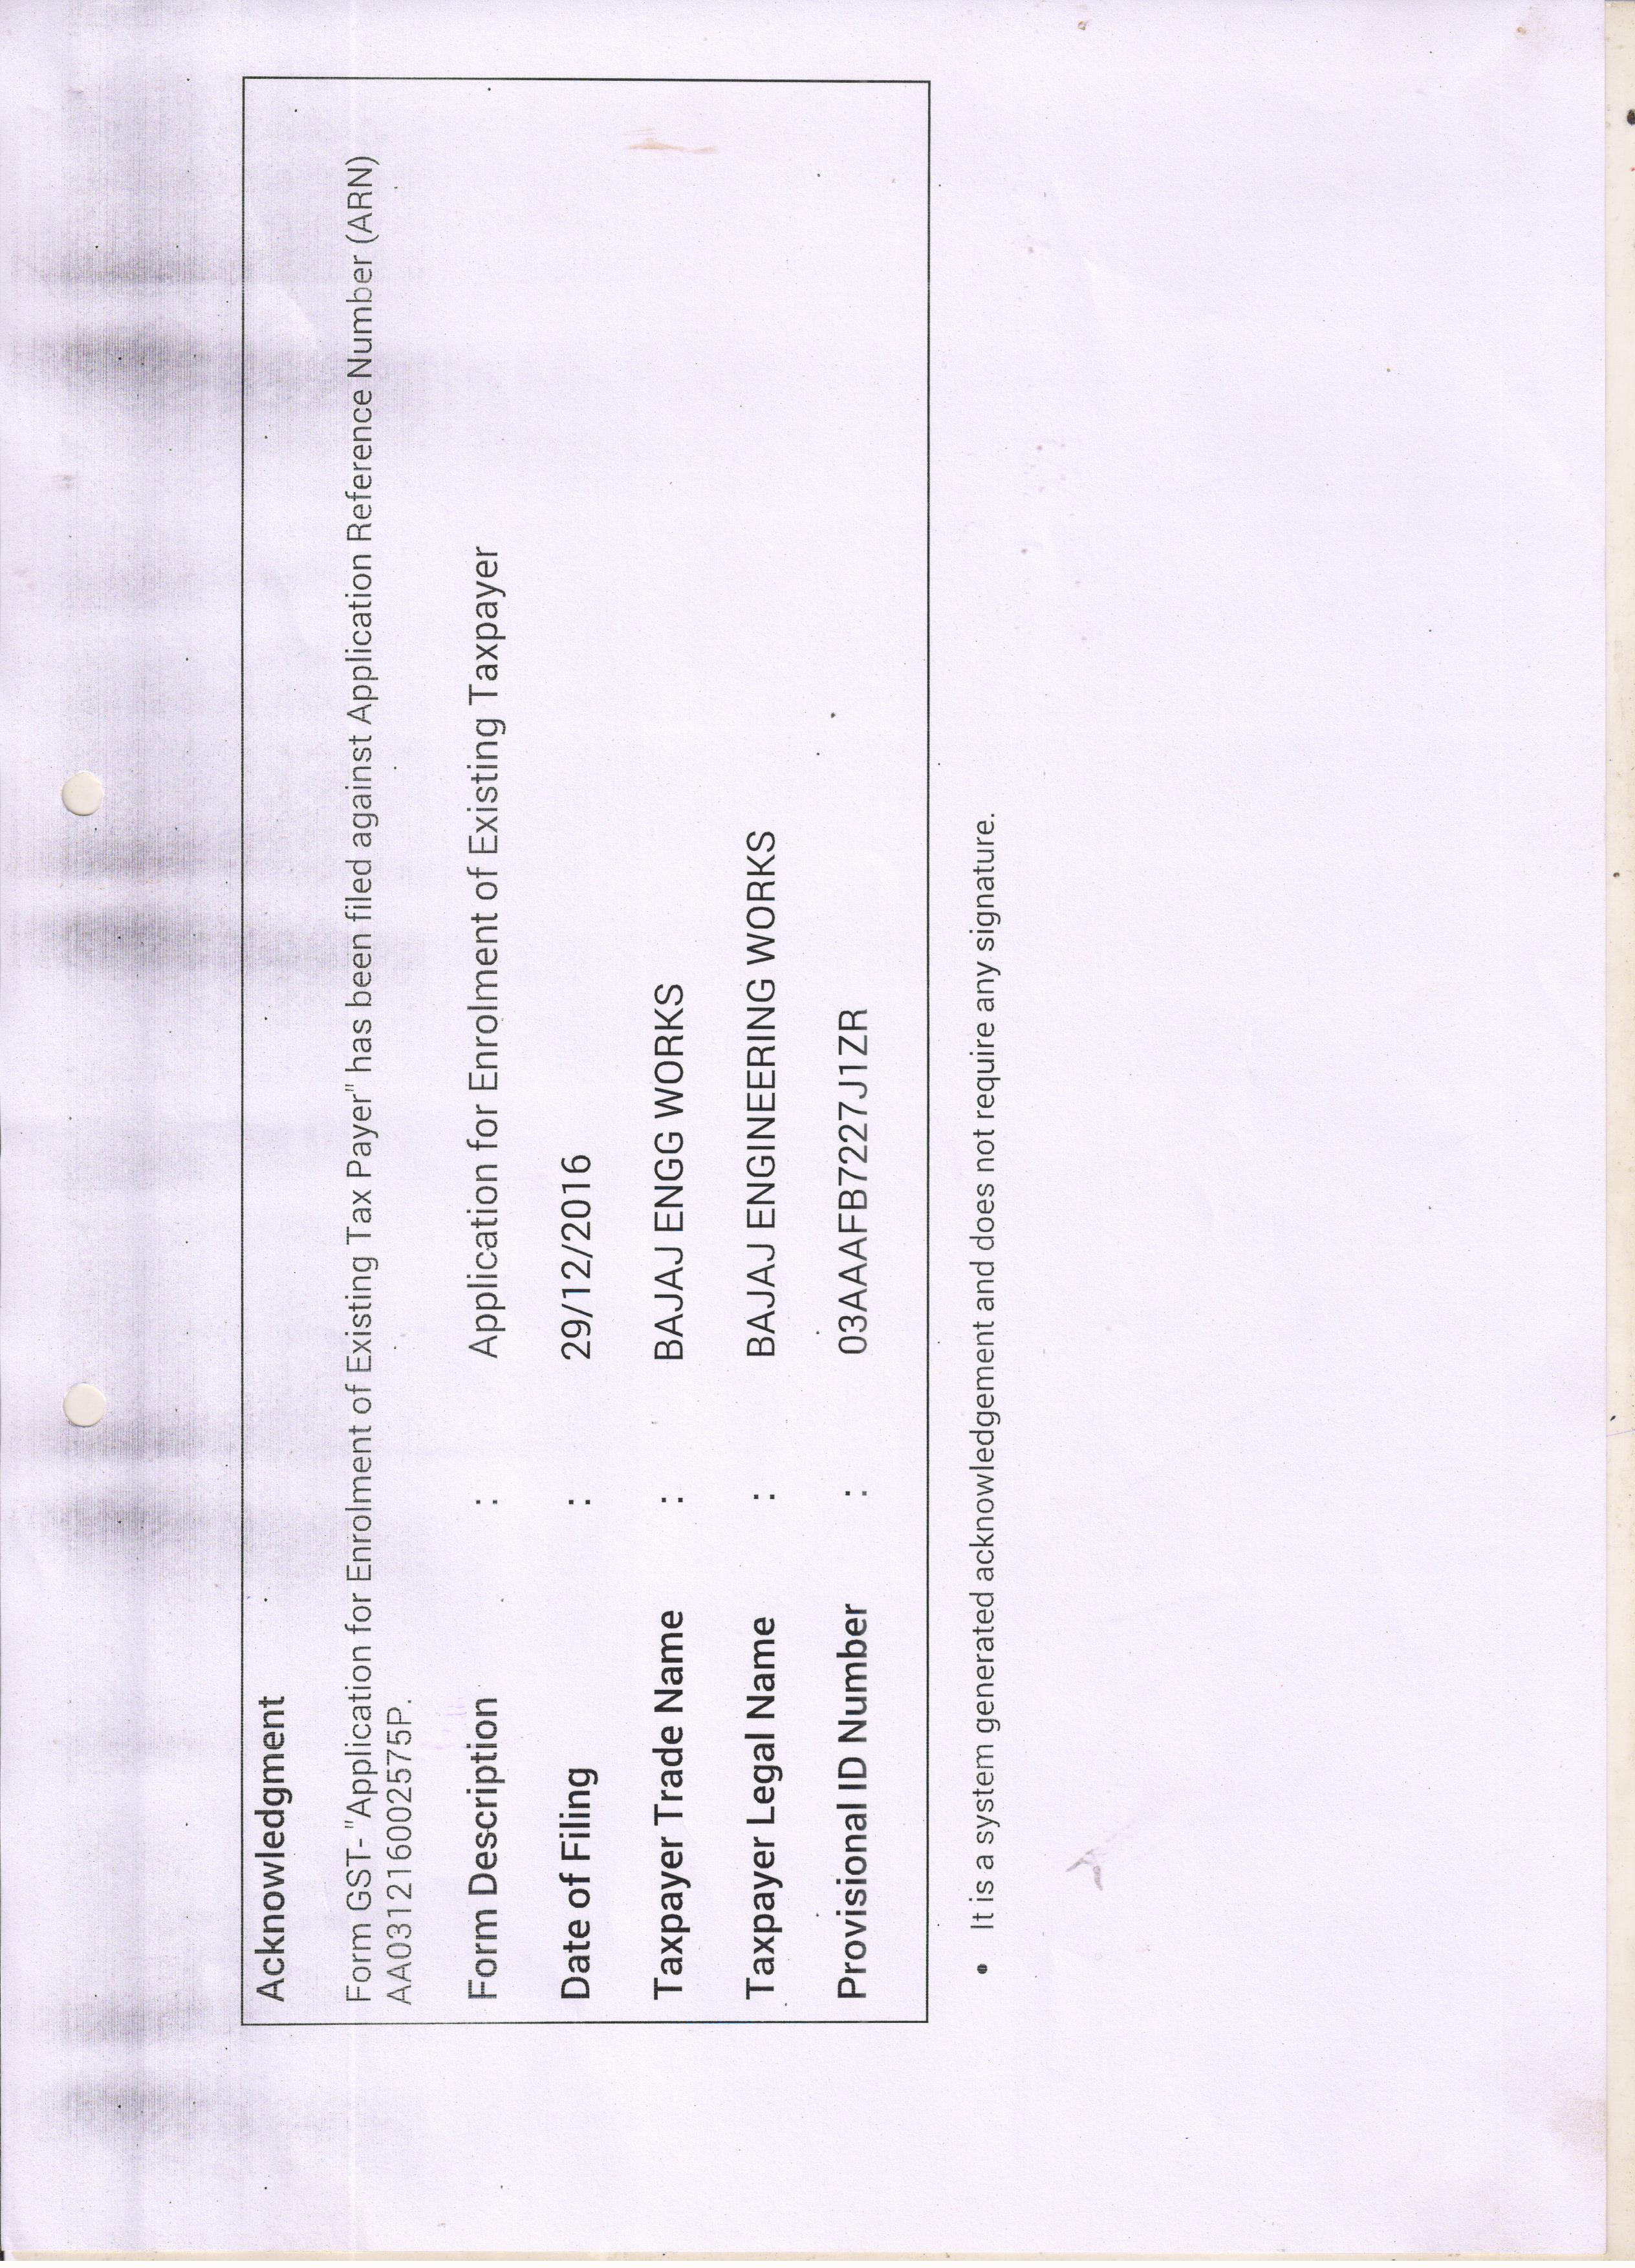 Acknowledgment
Form GST- "Application for Enrolment of Existing Tax Payer" has been filed against Application Reference Number (ARN)
AA031216002575P.
Form Description : Application for Enrolment of Existing Taxpayer
Date of Filing : 29/12/2016
Taxpayer Trade Name : BAJAJ ENGG WORKS
Taxpayer Legal Name : BAJAJ ENGINEERING WORKS
Provisional ID Number : 03AAAFB7227J1ZR
• It is a system generated acknowledgement and does not require any signature.